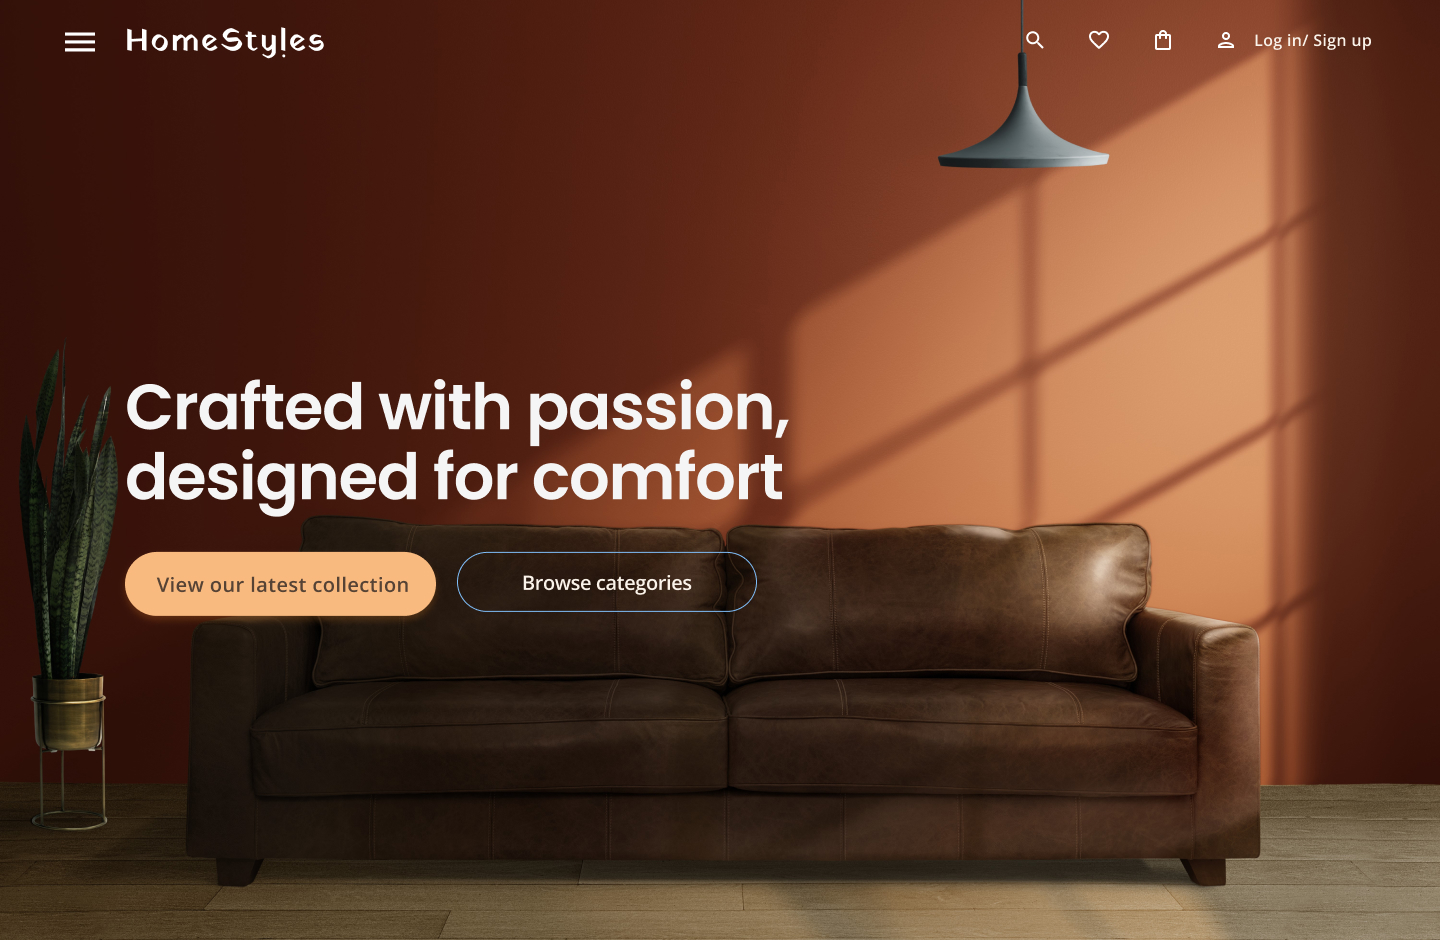 HomeStyles
Log in/ Sign up
Crafted with passion,
designed for comfort
View our latest collection
Browse categories